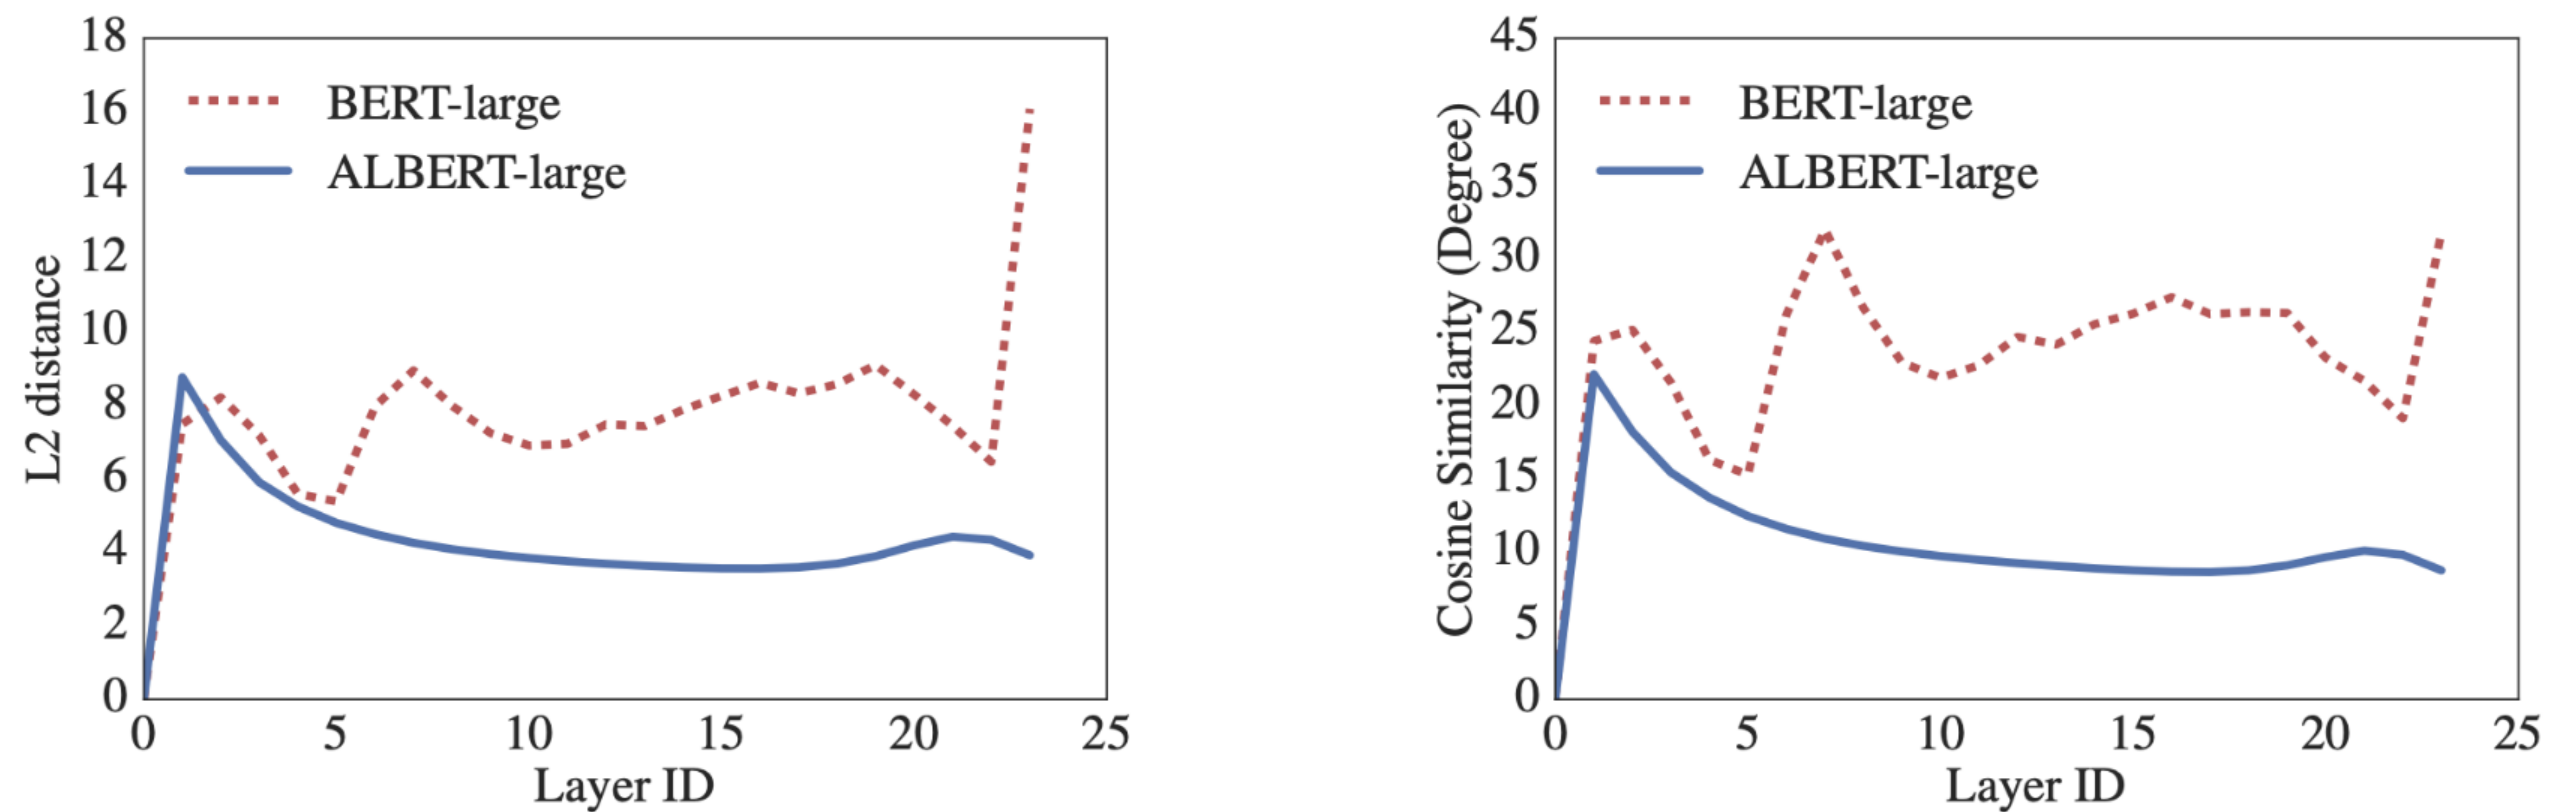 18
16
14
12
10
8
6
4
2
0
L2 distance
BERT-large
ALBERT-large
0 5 10 15 20 25
Layer ID
45
40
35
30
25
20
15
10
5
0
Cosine Similarity (Degree)
BERT-large
ALBERT-large
0 5 10 15 20 25
Layer ID